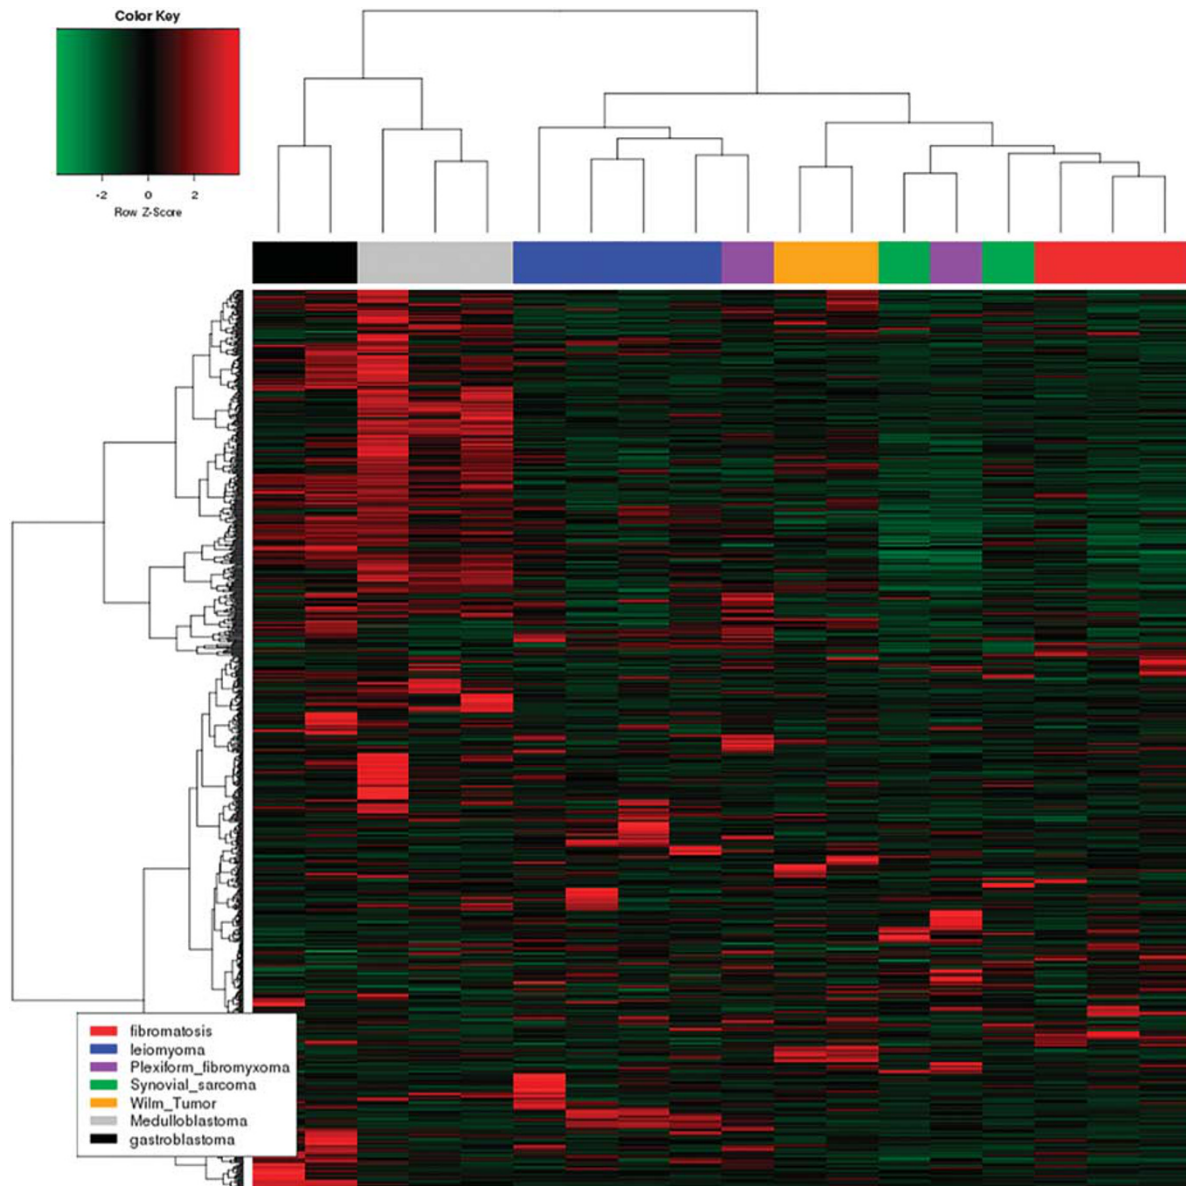 Color Key
-2 0 2
Row Z-Score
fibromatosis
leiomyoma
Plexiform_fibromyxoma
Synovial_sarcoma
Wilm_Tumor
Medulloblastoma
gastroblastoma